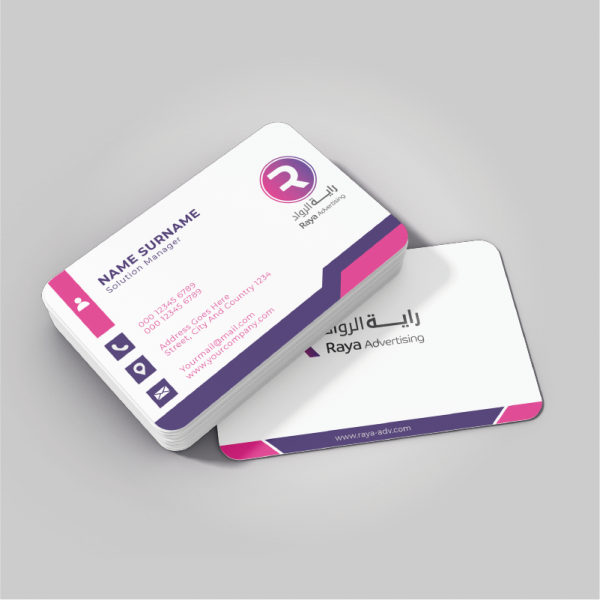 R
راية الرواد
Raya Advertising
NAME SURNAME
Solution Manager
000 12345 6789
000 12345 6789
Address Goes Here
Street, City And Country 1234
Yourmail@mail.com
www.yourcompany.com
راية الرواد
Raya Advertising
www.raya-adv.com